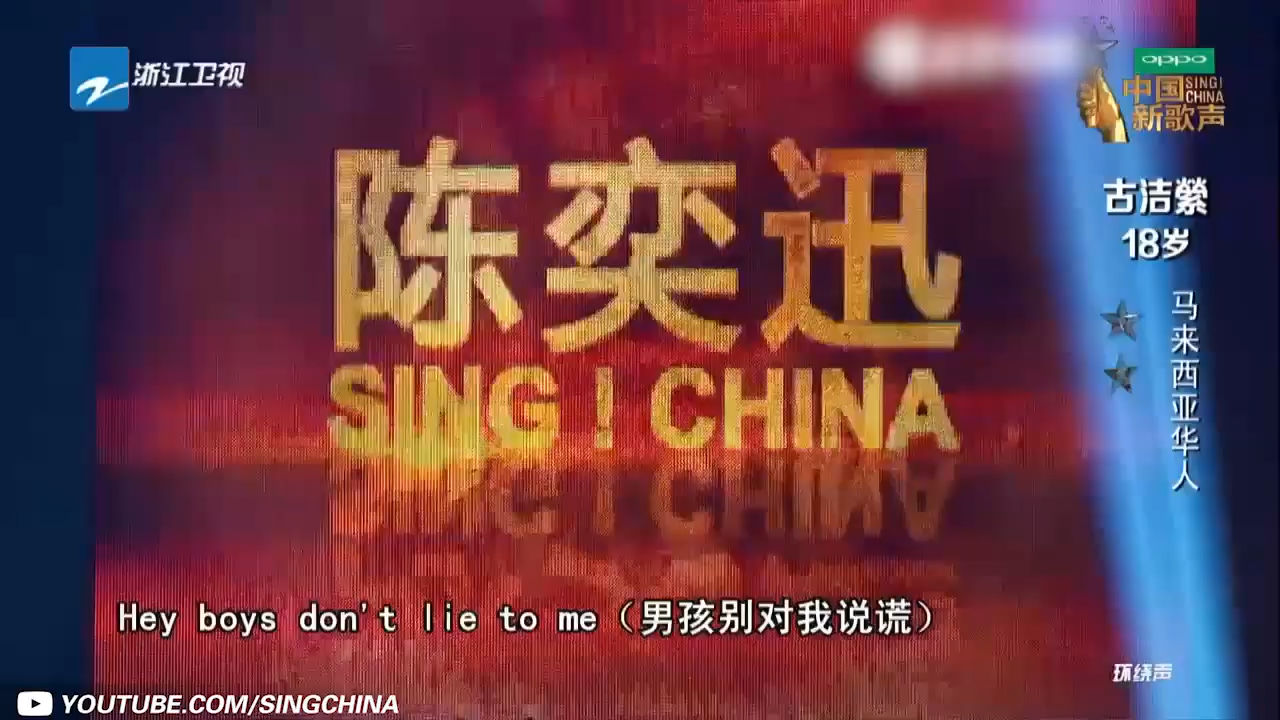 浙江卫视
oppo
中国 SING! CHINA
新歌声
陈奕迅
SING! CHINA
古洁縈
18岁
马来西亚华人
Hey boys don't lie to me（男孩别对我说谎）
环绕声
YOUTUBE.COM/SINGCHINA